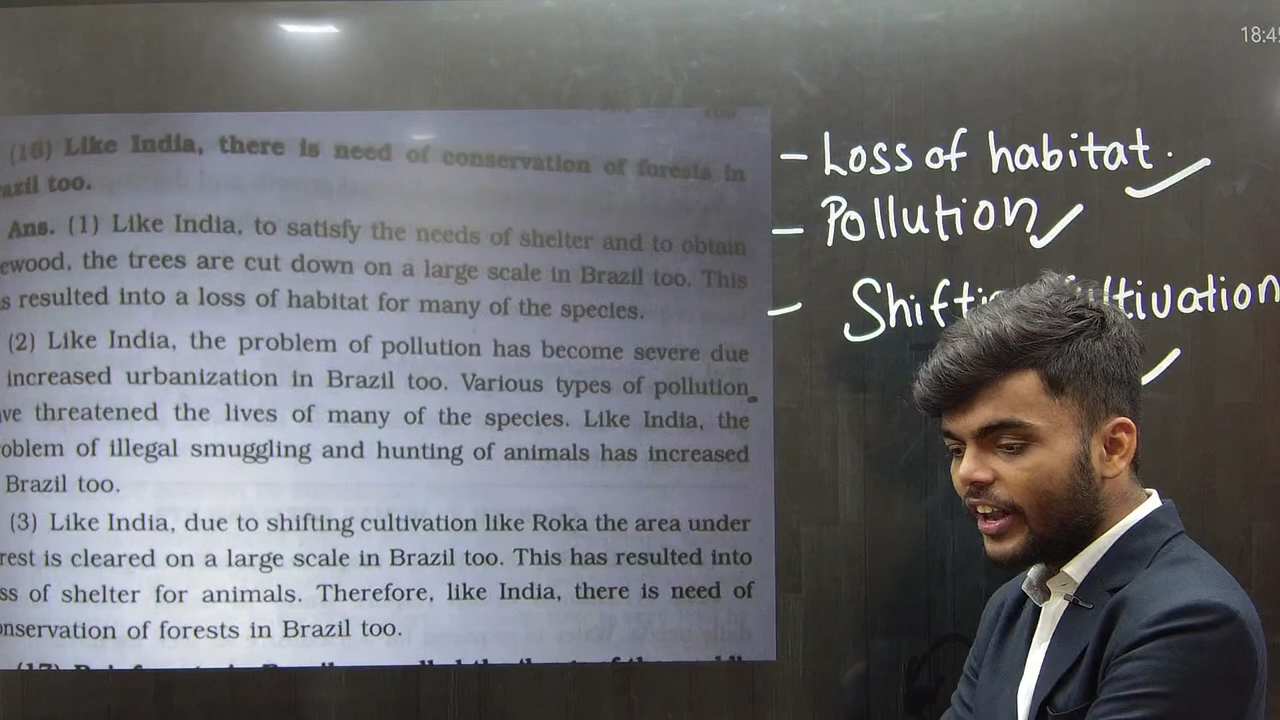 18:4
(16) Like India, there is need of conservation of forests in
azil too.
Ans. (1) Like India, to satisfy the needs of shelter and to obtain
ewood, the trees are cut down on a large scale in Brazil too. This
s resulted into a loss of habitat for many of the species.
(2) Like India, the problem of pollution has become severe due
increased urbanization in Brazil too. Various types of pollution
ve threatened the lives of many of the species. Like India, the
oblem of illegal smuggling and hunting of animals has increased
Brazil too.
(3) Like India, due to shifting cultivation like Roka the area under
rest is cleared on a large scale in Brazil too. This has resulted into
ss of shelter for animals. Therefore, like India, there is need of
onservation of forests in Brazil too.
- Loss of habitat.
- Pollution
- Shifti ltivation